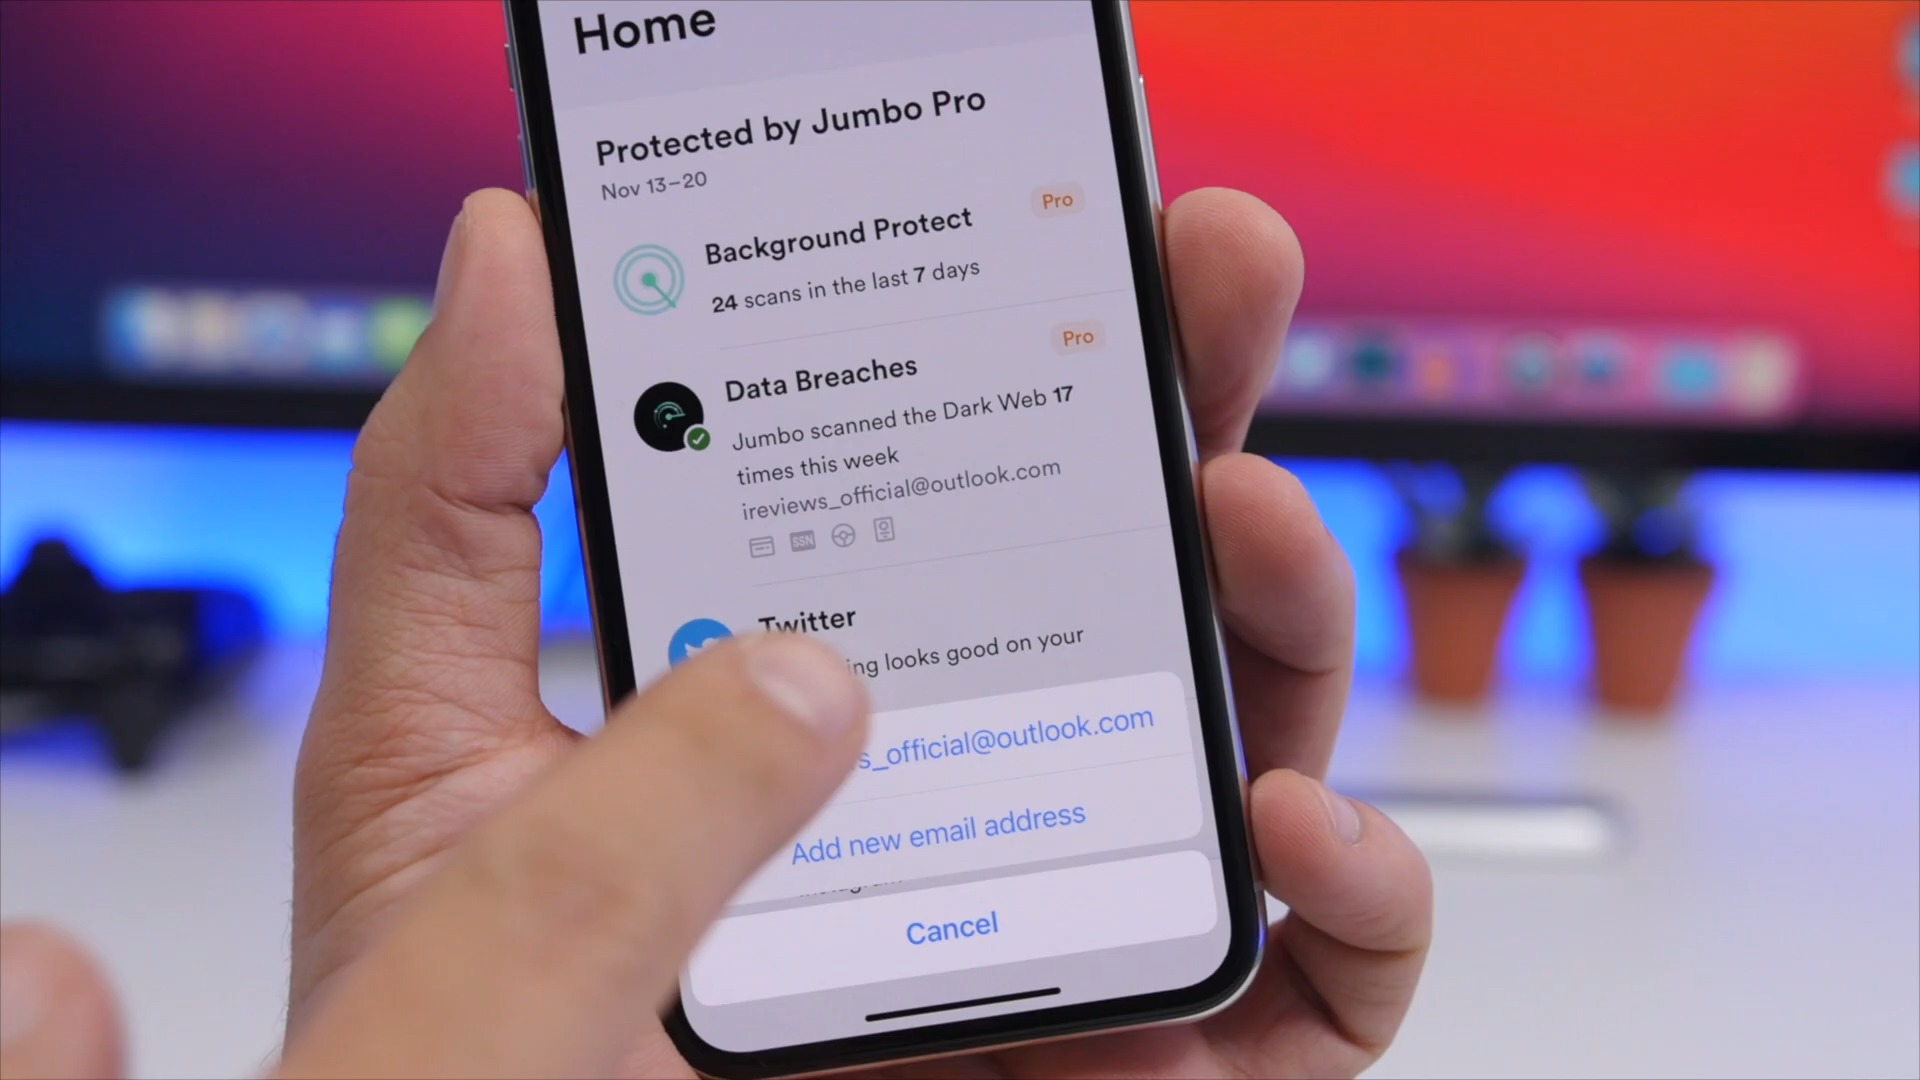 Home
Protected by Jumbo Pro
Nov 13–20
Background Protect
Pro
24 scans in the last 7 days
Data Breaches
Pro
Jumbo scanned the Dark Web 17
times this week
ireviews_official@outlook.com
SSN
Twitter
looks good on your
s_official@outlook.com
Add new email address
Cancel